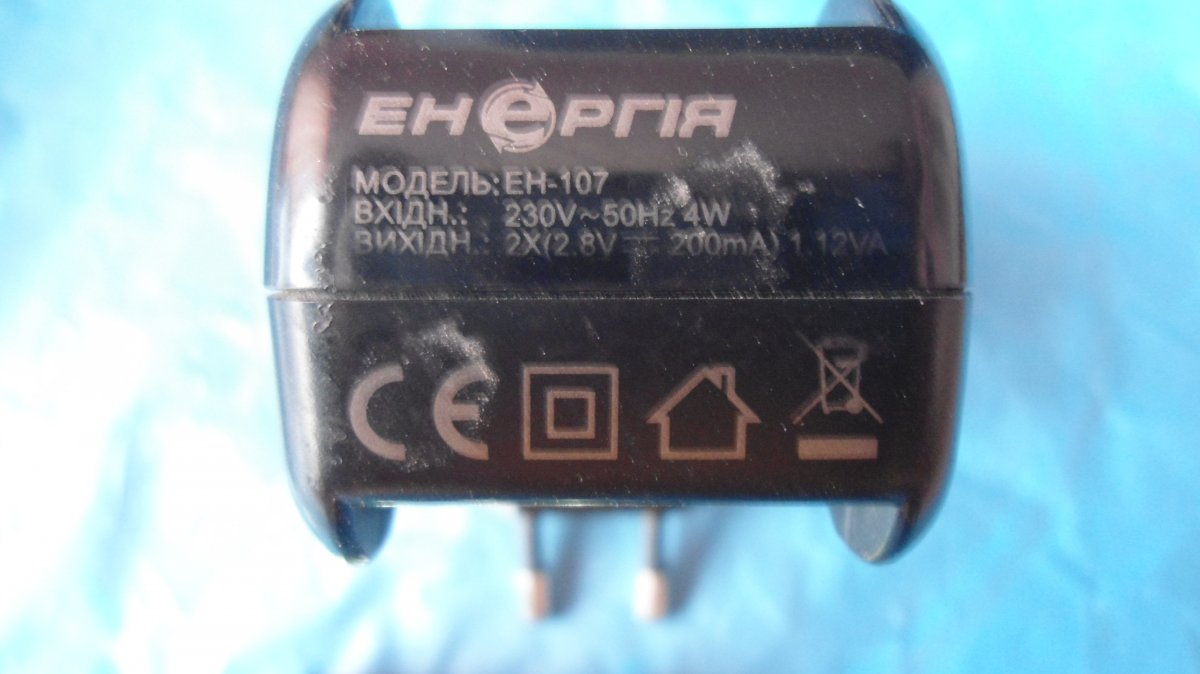 ЕНеРГІЯ
МОДЕЛЬ: ЕН-107
ВХІДН.: 230V~50Hz 4W
ВИХІДН.: 2X(2.8V ⎓ 200mA) 1.12VA
CE